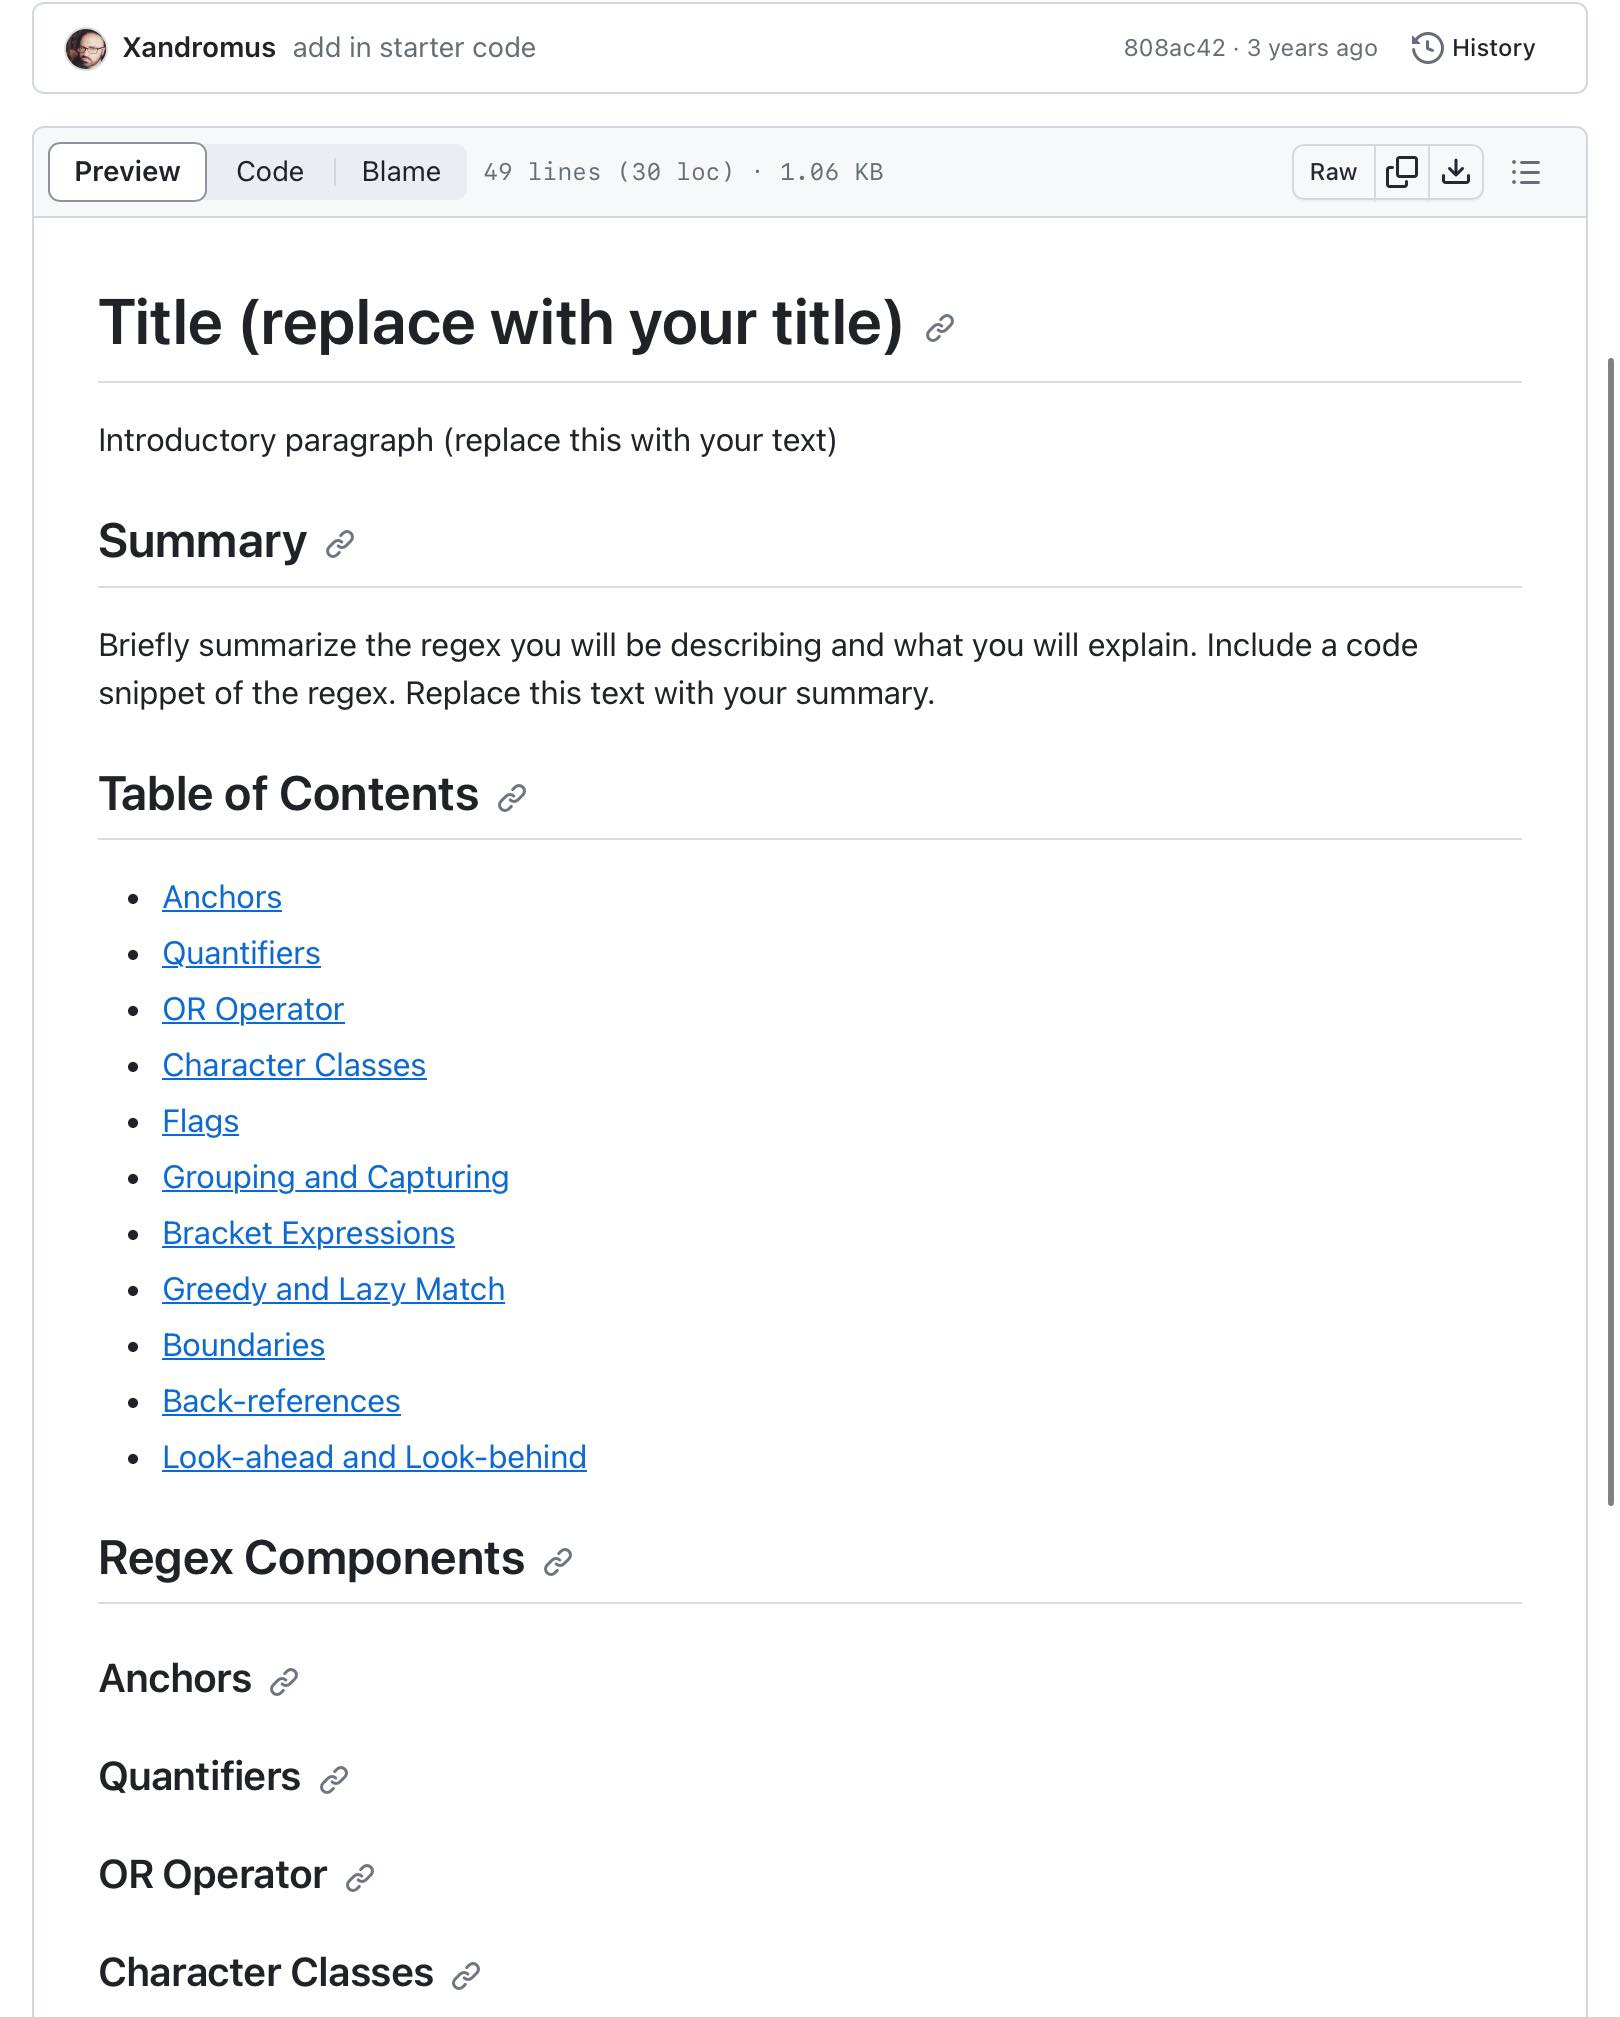 Xandromus add in starter code 808ac42 · 3 years ago History
Preview Code Blame 49 lines (30 loc) · 1.06 KB Raw
Title (replace with your title)
Introductory paragraph (replace this with your text)
Summary
Briefly summarize the regex you will be describing and what you will explain. Include a code
snippet of the regex. Replace this text with your summary.
Table of Contents
• Anchors
• Quantifiers
• OR Operator
• Character Classes
• Flags
• Grouping and Capturing
• Bracket Expressions
• Greedy and Lazy Match
• Boundaries
• Back-references
• Look-ahead and Look-behind
Regex Components
Anchors
Quantifiers
OR Operator
Character Classes